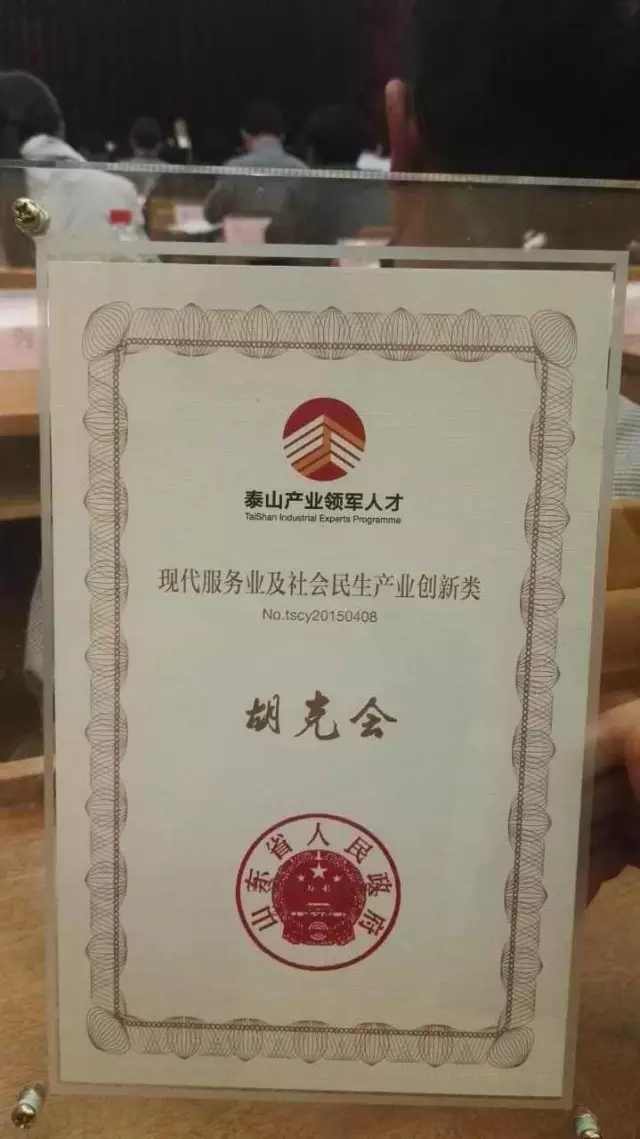 泰山产业领军人才
TaiShan Industrial Experts Programme
现代服务业及社会民生产业创新类
No.tscy20150408
胡克会
山东省人民政府